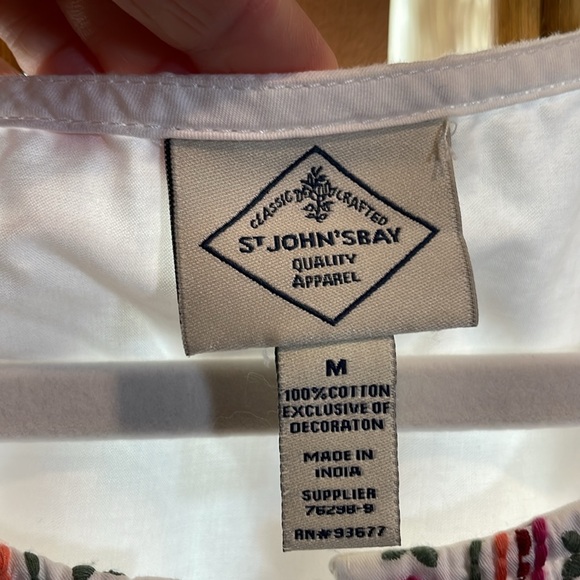 CLASSIC CRAFTED
ST JOHN'S BAY
QUALITY
APPAREL
M
100% COTTON
EXCLUSIVE OF
DECORATON
MADE IN
INDIA
SUPPLIER
76298-9
RN#93677